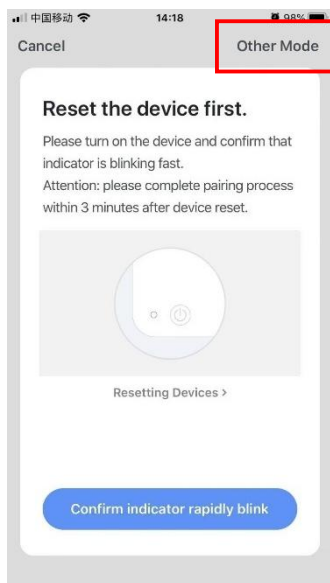 中国移动 14:18 98%
Cancel Other Mode
Reset the device first.
Please turn on the device and confirm that
indicator is blinking fast.
Attention: please complete pairing process
within 3 minutes after device reset.
Resetting Devices >
Confirm indicator rapidly blink